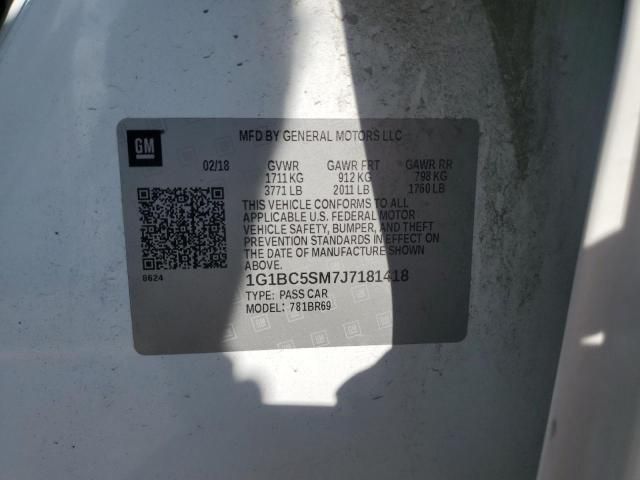 GM
MFD BY GENERAL MOTORS LLC
02/18 GVWR GAWR FRT GAWR RR
1711 KG 912 KG 798 KG
3771 LB 2011 LB 1760 LB
THIS VEHICLE CONFORMS TO ALL
APPLICABLE U.S. FEDERAL MOTOR
VEHICLE SAFETY, BUMPER, AND THEFT
PREVENTION STANDARDS IN EFFECT ON
THE DATE OF MANUFACTURE SHOWN
ABOVE.
8624
1G1BC5SM7J7181418
TYPE: PASS CAR
MODEL: 781BR69